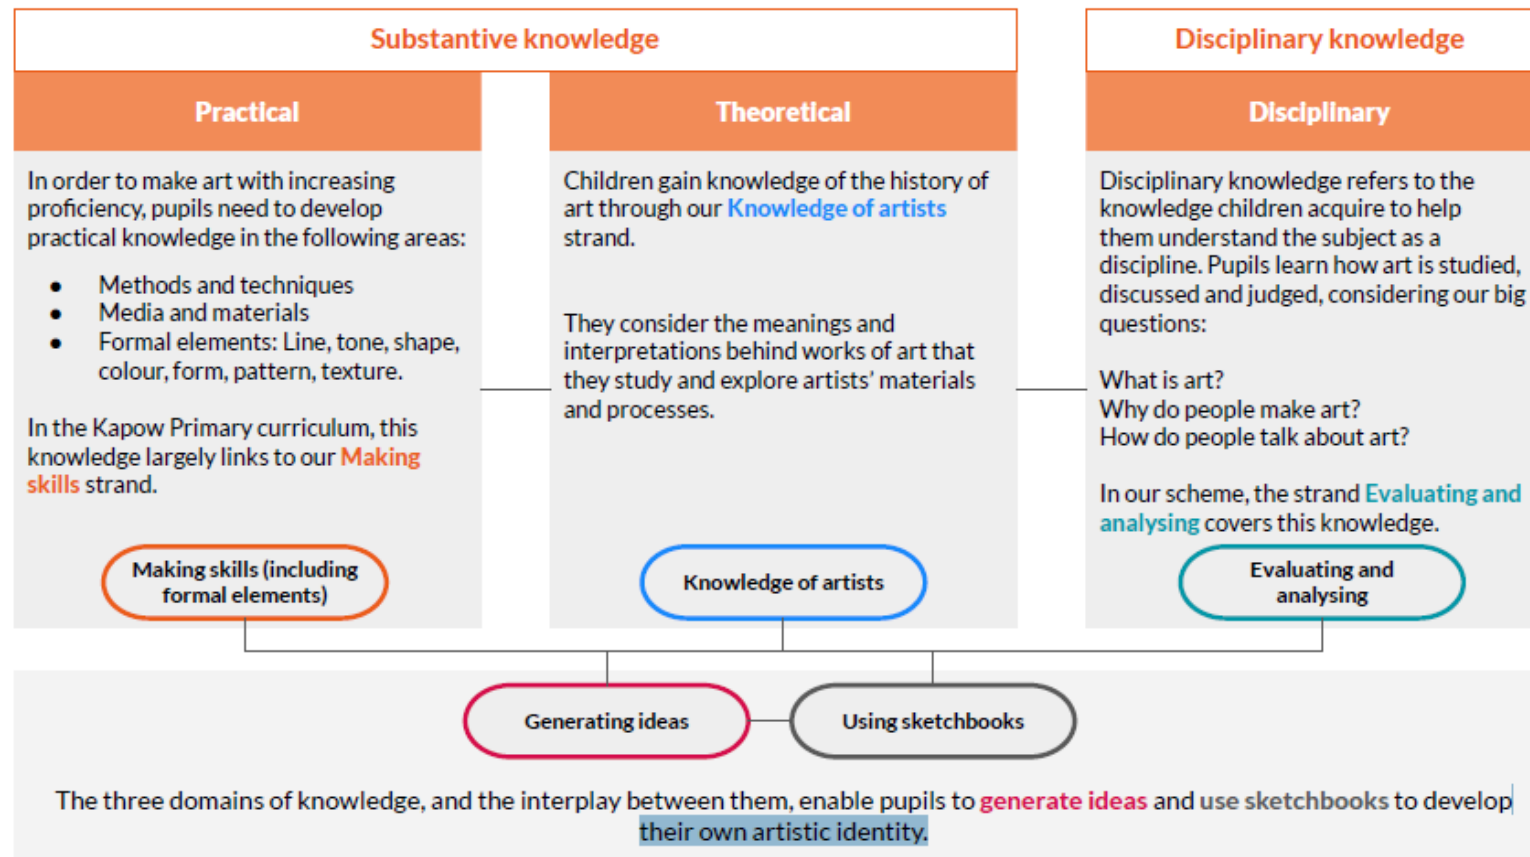 Substantive knowledge
Disciplinary knowledge
Practical
Theoretical
Disciplinary
In order to make art with increasing
proficiency, pupils need to develop
practical knowledge in the following areas:
● Methods and techniques
● Media and materials
● Formal elements: Line, tone, shape,
colour, form, pattern, texture.
In the Kapow Primary curriculum, this
knowledge largely links to our Making
skills strand.
Making skills (including
formal elements)
Children gain knowledge of the history of
art through our Knowledge of artists
strand.
They consider the meanings and
interpretations behind works of art that
they study and explore artists’ materials
and processes.
Knowledge of artists
Disciplinary knowledge refers to the
knowledge children acquire to help
them understand the subject as a
discipline. Pupils learn how art is studied,
discussed and judged, considering our big
questions:
What is art?
Why do people make art?
How do people talk about art?
In our scheme, the strand Evaluating and
analysing covers this knowledge.
Evaluating and
analysing
Generating ideas
Using sketchbooks
The three domains of knowledge, and the interplay between them, enable pupils to generate ideas and use sketchbooks to develop
their own artistic identity.